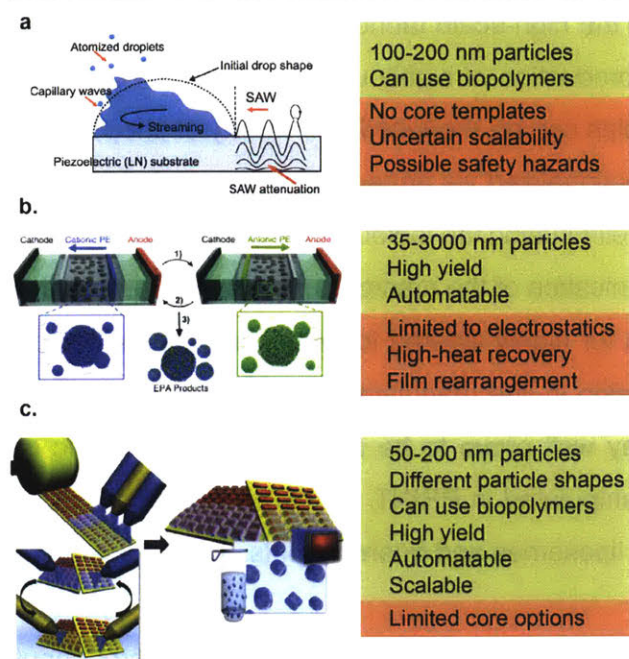 a
Atomized droplets
Initial drop shape
Capillary waves
SAW
Streaming
Piezoelectric (LN) substrate
SAW attenuation
100-200 nm particles
Can use biopolymers
No core templates
Uncertain scalability
Possible safety hazards
b.
Cathode
Cationic PE
Anode
1)
Cathode
Anionic PE
Anode
2)
3)
EPA Products
35-3000 nm particles
High yield
Automatable
Limited to electrostatics
High-heat recovery
Film rearrangement
c.
50-200 nm particles
Different particle shapes
Can use biopolymers
High yield
Automatable
Scalable
Limited core options